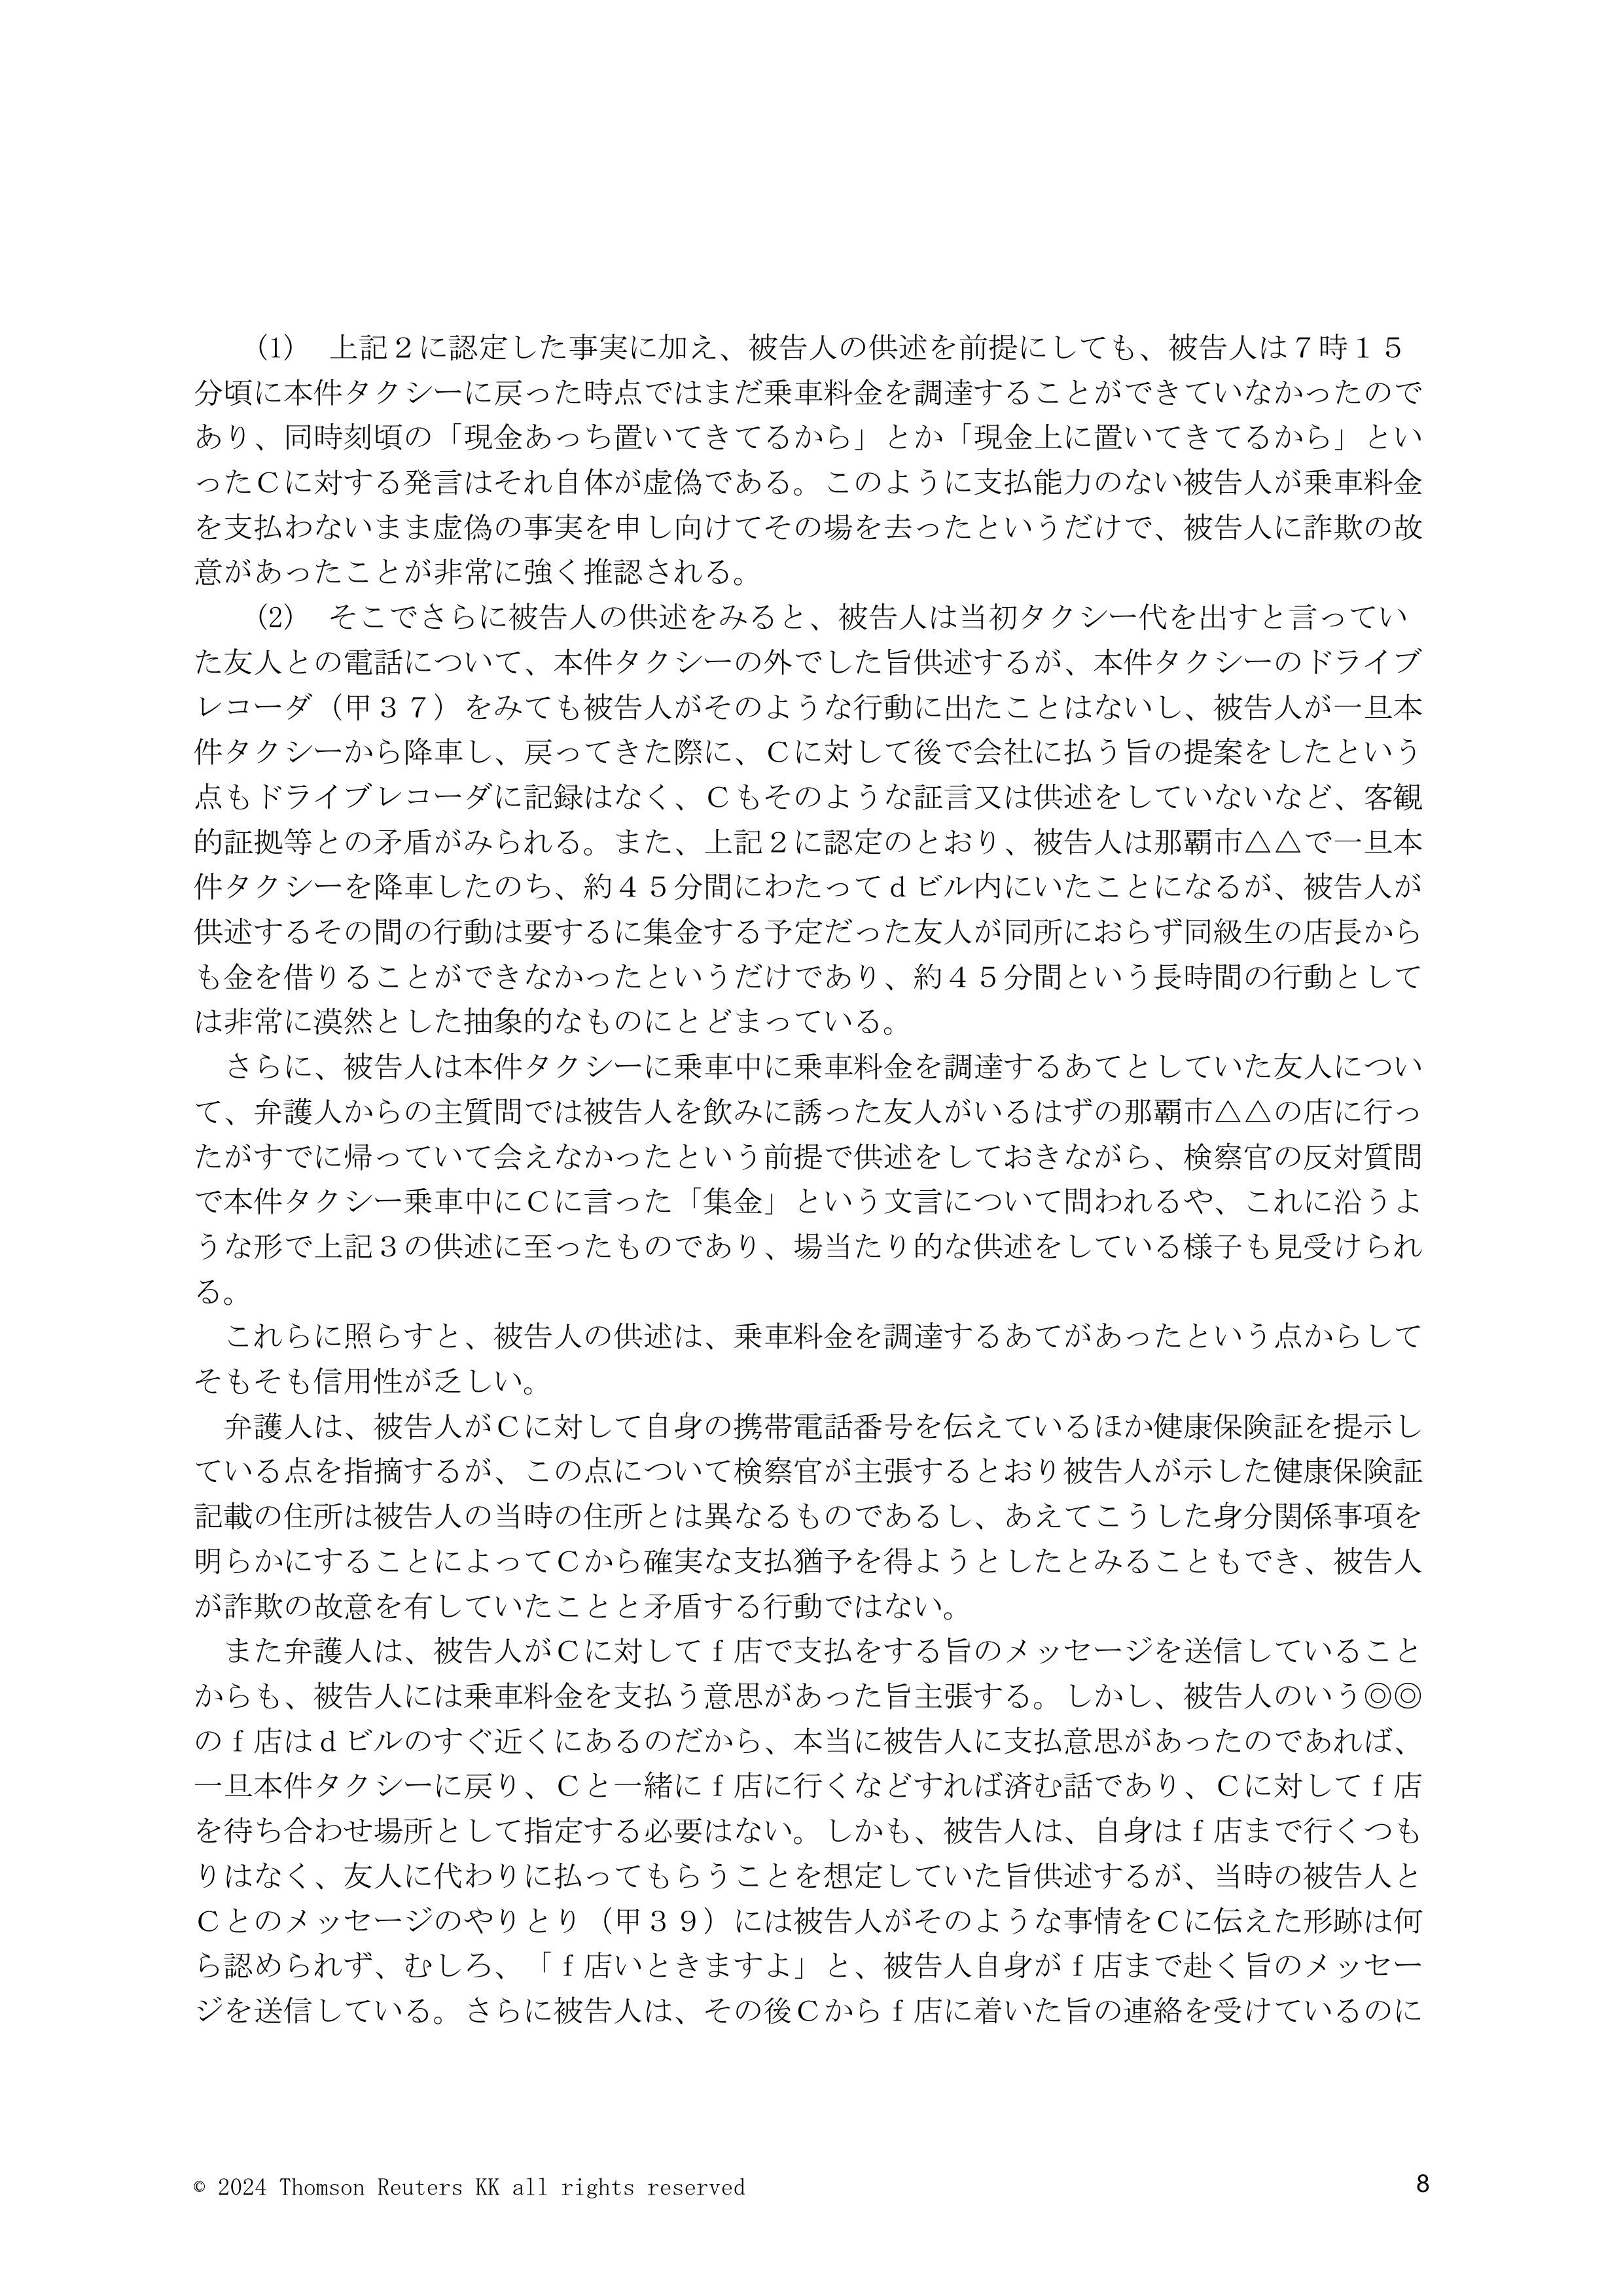 (1)　上記２に認定した事実に加え、被告人の供述を前提にしても、被告人は７時１５
分頃に本件タクシーに戻った時点ではまだ乗車料金を調達することができていなかったので
あり、同時刻頃の「現金あっち置いてきてるから」とか「現金上に置いてきてるから」とい
ったＣに対する発言はそれ自体が虚偽である。このように支払能力のない被告人が乗車料金
を支払わないまま虚偽の事実を申し向けてその場を去ったというだけで、被告人に詐欺の故
意があったことが非常に強く推認される。
(2)　そこでさらに被告人の供述をみると、被告人は当初タクシー代を出すと言ってい
た友人との電話について、本件タクシーの外でした旨供述するが、本件タクシーのドライブ
レコーダ（甲３７）をみても被告人がそのような行動に出たことはないし、被告人が一旦本
件タクシーから降車し、戻ってきた際に、Ｃに対して後で会社に払う旨の提案をしたという
点もドライブレコーダに記録はなく、Ｃもそのような証言又は供述をしていないなど、客観
的証拠等との矛盾がみられる。また、上記２に認定のとおり、被告人は那覇市△△で一旦本
件タクシーを降車したのち、約４５分間にわたってｄビル内にいたことになるが、被告人が
供述するその間の行動は要するに集金する予定だった友人が同所におらず同級生の店長から
も金を借りることができなかったというだけであり、約４５分間という長時間の行動として
は非常に漠然とした抽象的なものにとどまっている。
さらに、被告人は本件タクシーに乗車中に乗車料金を調達するあてとしていた友人につい
て、弁護人からの主質問では被告人を飲みに誘った友人がいるはずの那覇市△△の店に行っ
たがすでに帰っていて会えなかったという前提で供述をしておきながら、検察官の反対質問
で本件タクシー乗車中にＣに言った「集金」という文言について問われるや、これに沿うよ
うな形で上記３の供述に至ったものであり、場当たり的な供述をしている様子も見受けられ
る。
これらに照らすと、被告人の供述は、乗車料金を調達するあてがあったという点からして
そもそも信用性が乏しい。
弁護人は、被告人がＣに対して自身の携帯電話番号を伝えているほか健康保険証を提示し
ている点を指摘するが、この点について検察官が主張するとおり被告人が示した健康保険証
記載の住所は被告人の当時の住所とは異なるものであるし、あえてこうした身分関係事項を
明らかにすることによってＣから確実な支払猶予を得ようとしたとみることもでき、被告人
が詐欺の故意を有していたことと矛盾する行動ではない。
また弁護人は、被告人がＣに対してｆ店で支払をする旨のメッセージを送信していること
からも、被告人には乗車料金を支払う意思があった旨主張する。しかし、被告人のいう◎◎
のｆ店はｄビルのすぐ近くにあるのだから、本当に被告人に支払意思があったのであれば、
一旦本件タクシーに戻り、Ｃと一緒にｆ店に行くなどすれば済む話であり、Ｃに対してｆ店
を待ち合わせ場所として指定する必要はない。しかも、被告人は、自身はｆ店まで行くつも
りはなく、友人に代わりに払ってもらうことを想定していた旨供述するが、当時の被告人と
Ｃとのメッセージのやりとり（甲３９）には被告人がそのような事情をＣに伝えた形跡は何
ら認められず、むしろ、「ｆ店いときますよ」と、被告人自身がｆ店まで赴く旨のメッセー
ジを送信している。さらに被告人は、その後Ｃからｆ店に着いた旨の連絡を受けているのに
© 2024 Thomson Reuters KK all rights reserved
8